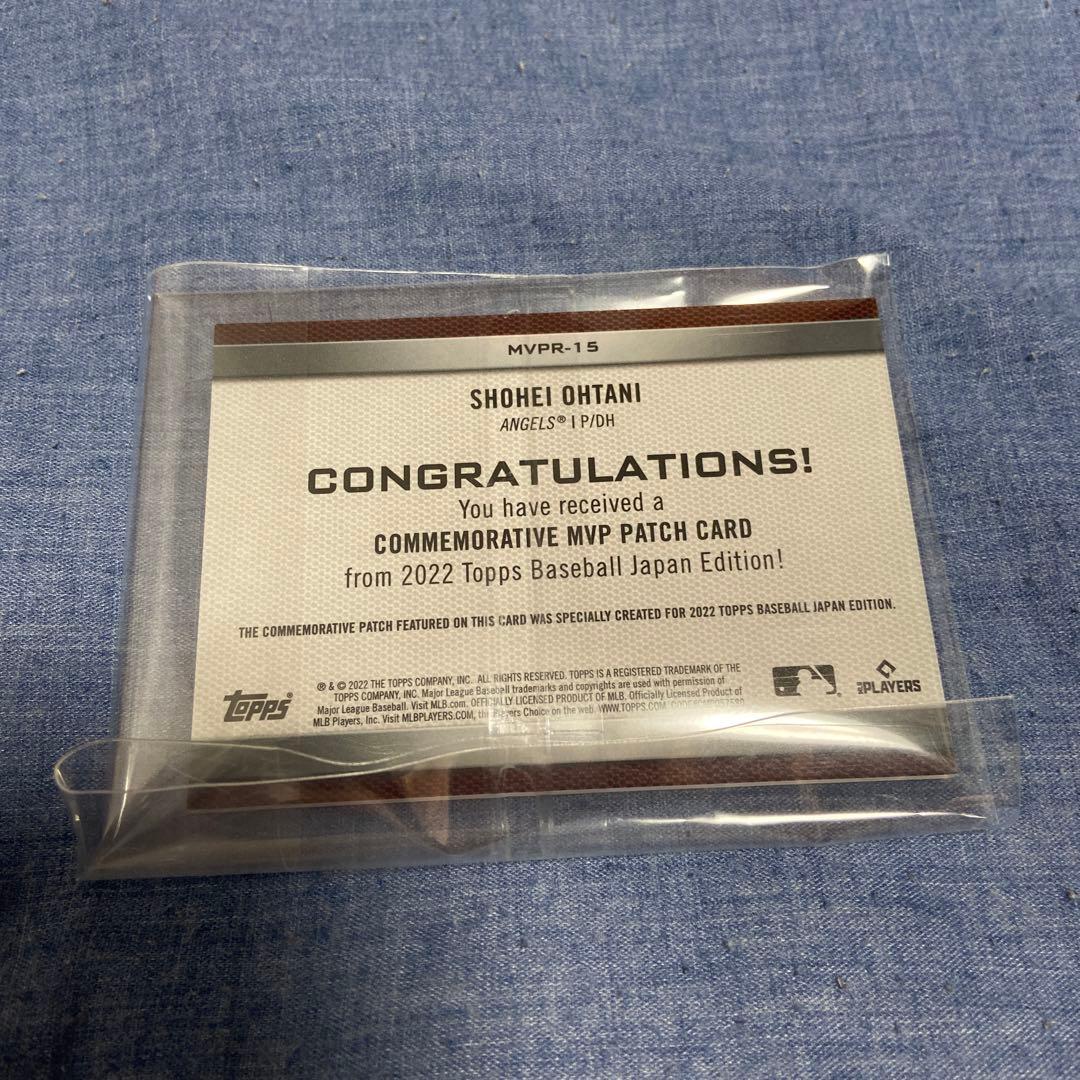 MVPR-15
SHOHEI OHTANI
ANGELS® | P/DH
CONGRATULATIONS!
You have received a
COMMEMORATIVE MVP PATCH CARD
from 2022 Topps Baseball Japan Edition!
THE COMMEMORATIVE PATCH FEATURED ON THIS CARD WAS SPECIALLY CREATED FOR 2022 TOPPS BASEBALL JAPAN EDITION.
Topps®
® & © 2022 THE TOPPS COMPANY, INC. ALL RIGHTS RESERVED. TOPPS IS A REGISTERED TRADEMARK OF THE
TOPPS COMPANY, INC. Major League Baseball trademarks and copyrights are used with permission of
Major League Baseball. Visit MLB.com. OFFICIALLY LICENSED PRODUCT OF MLB. Officially Licensed Product of
MLB Players, Inc. Visit MLBPLAYERS.COM, the Players Choice on the web. WWW.TOPPS.COM.
MLB PLAYERS